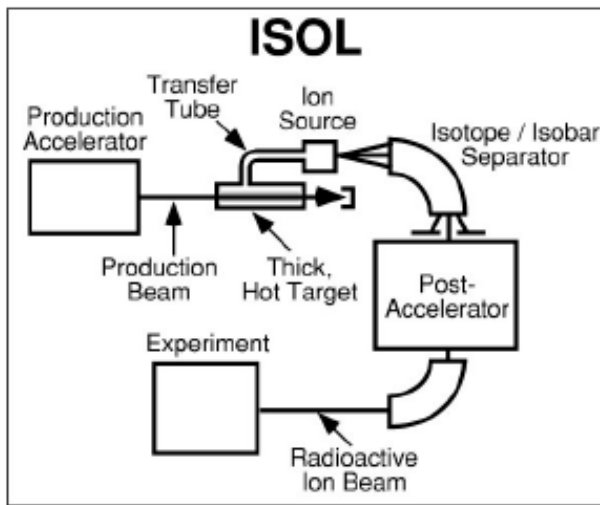 ISOL
Transfer
Tube
Ion
Source
Production
Accelerator
Isotope / Isobar
Separator
Production
Beam
Thick,
Hot Target
Post-
Accelerator
Experiment
Radioactive
Ion Beam